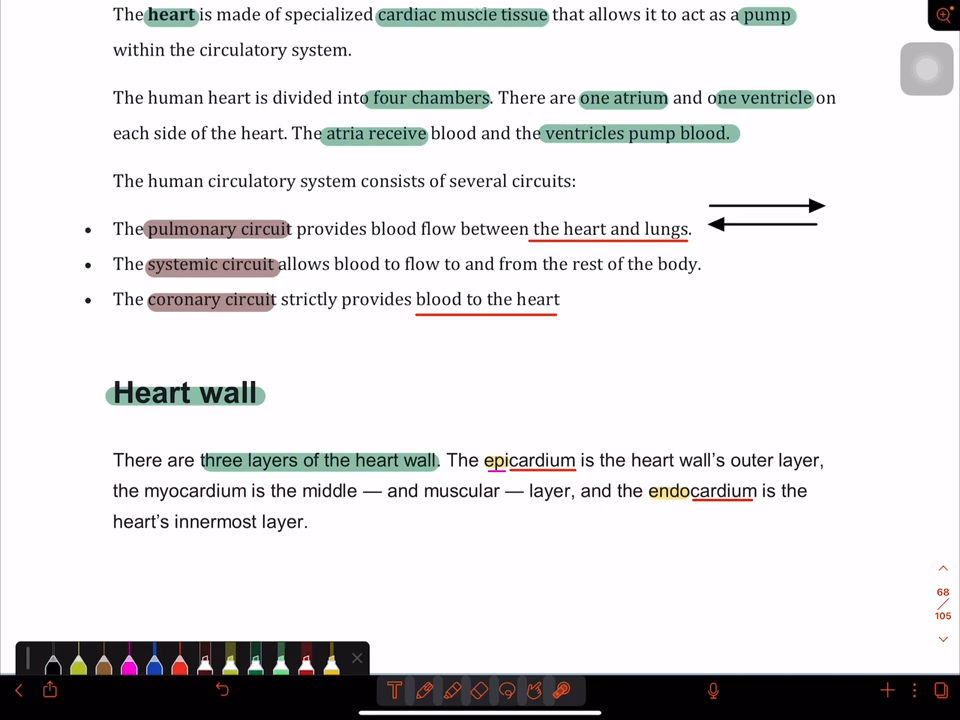 The heart is made of specialized cardiac muscle tissue that allows it to act as a pump
within the circulatory system.
The human heart is divided into four chambers. There are one atrium and one ventricle on
each side of the heart. The atria receive blood and the ventricles pump blood.
The human circulatory system consists of several circuits:
• The pulmonary circuit provides blood flow between the heart and lungs.
• The systemic circuit allows blood to flow to and from the rest of the body.
• The coronary circuit strictly provides blood to the heart
Heart wall
There are three layers of the heart wall. The epicardium is the heart wall’s outer layer,
the myocardium is the middle — and muscular — layer, and the endocardium is the
heart’s innermost layer.
68
105